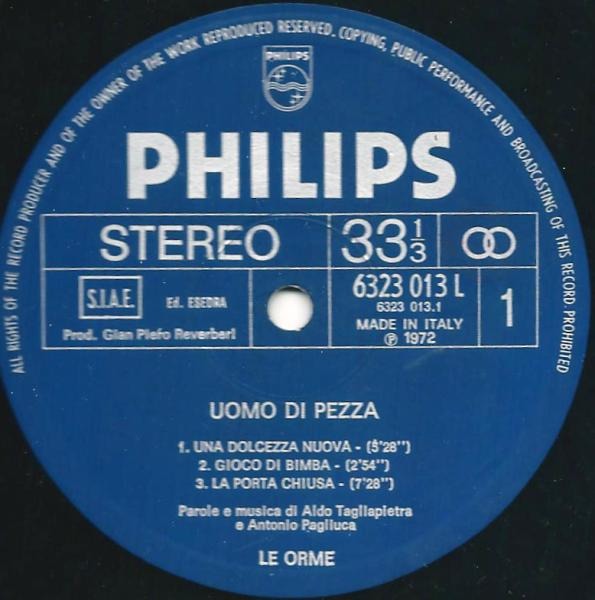 ALL RIGHTS OF THE RECORD PRODUCER AND OF THE OWNER OF THE WORK REPRODUCED RESERVED. COPYING, PUBLIC PERFORMANCE AND BROADCASTING OF THIS RECORD PROHIBITED
PHILIPS
PHILIPS
STEREO 33 1/3
S.I.A.E. Ed. ESEDRA 6323 013 L 1
6323 013.1
Prod. Gian Piero Reverberi MADE IN ITALY
℗ 1972
UOMO DI PEZZA
1. UNA DOLCEZZA NUOVA - (5'28")
2. GIOCO DI BIMBA - (2'54")
3. LA PORTA CHIUSA - (7'28")
Parole e musica di Aldo Tagliapietra
e Antonio Pagliuca
LE ORME